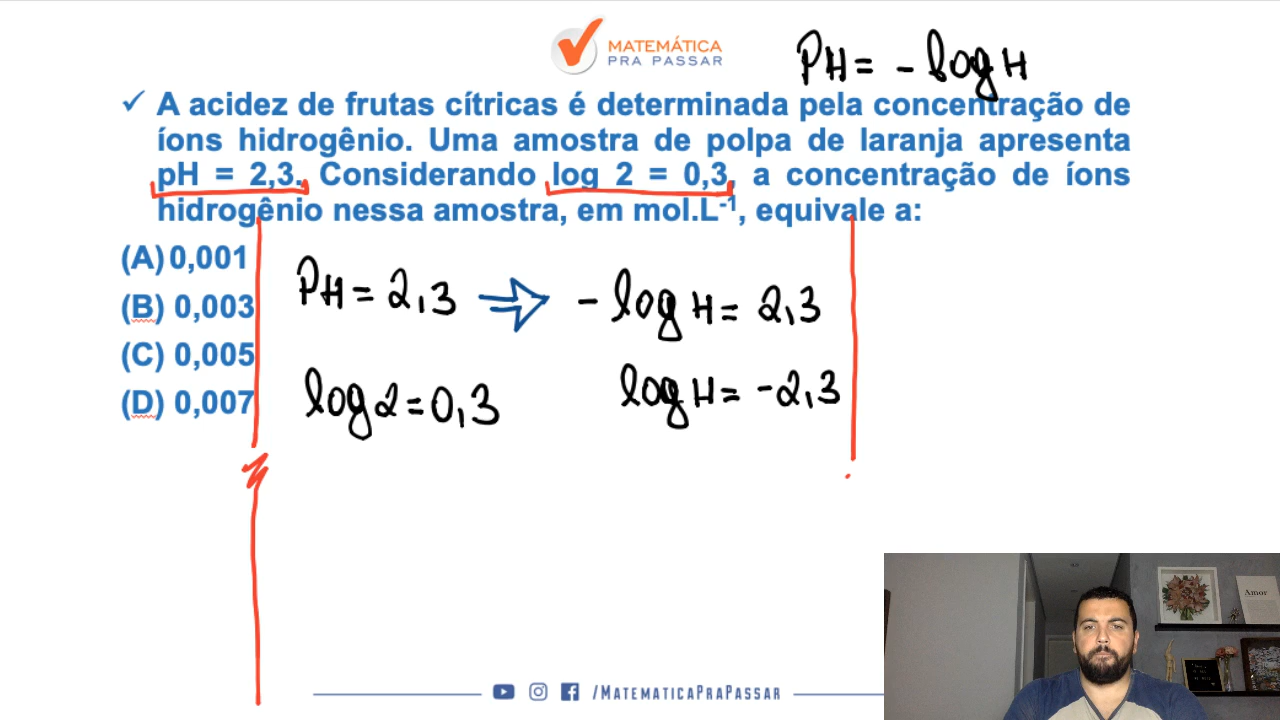 MATEMÁTICA
PRA PASSAR
PH = - log H
✓ A acidez de frutas cítricas é determinada pela concentração de
íons hidrogênio. Uma amostra de polpa de laranja apresenta
pH = 2,3. Considerando log 2 = 0,3, a concentração de íons
hidrogênio nessa amostra, em mol.L⁻¹, equivale a:
(A) 0,001
(B) 0,003
(C) 0,005
(D) 0,007
PH = 2,3 ⇒ - log H = 2,3
log 2 = 0,3
log H = -2,3
Amor
/MATEMATICAPRAPASSAR